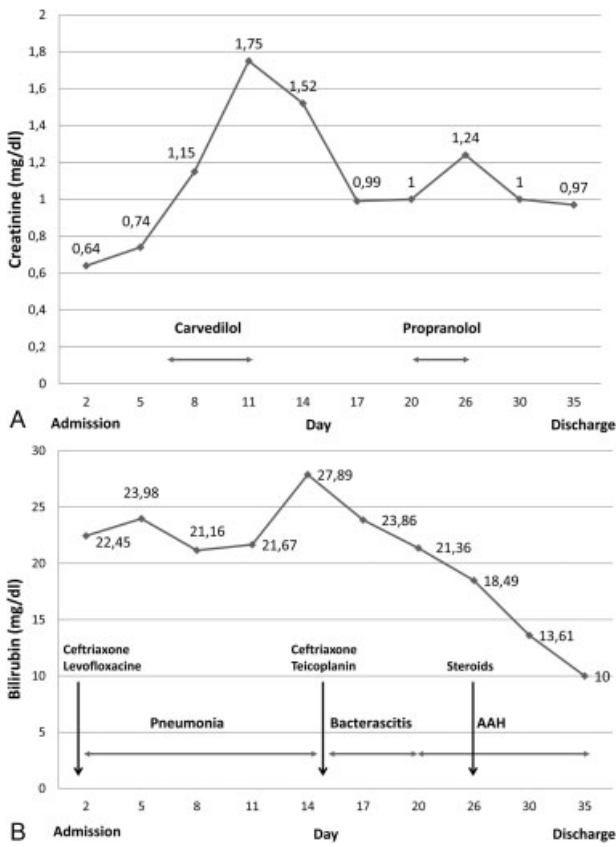 2
1,8
1,6
1,4
1,2
1
0,8
0,6
0,4
0,2
0
Creatinine (mg/dl)
0,64
0,74
1,15
1,75
1,52
0,99
1
1,24
1
0,97
Carvedilol
Propranolol
2 5 8 11 14 17 20 26 30 35
A Admission Day Discharge
30
25
20
15
10
5
0
Bilirubin (mg/dl)
22,45
23,98
21,16
21,67
27,89
23,86
21,36
18,49
13,61
10
Ceftriaxone
Levofloxacine
Ceftriaxone
Teicoplanin
Steroids
Pneumonia
Bacterascitis
AAH
2 5 8 11 14 17 20 26 30 35
B Admission Day Discharge